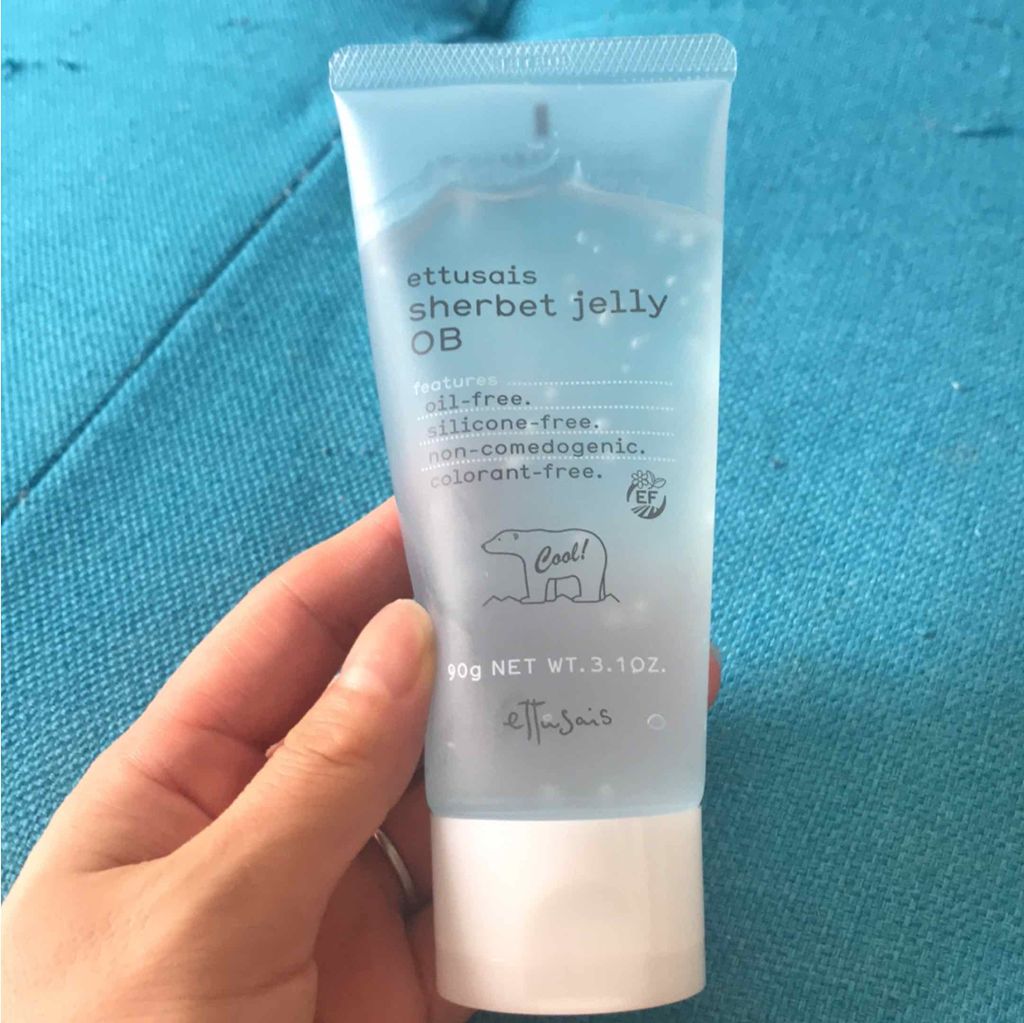 ettusais
sherbet jelly
OB
features
oil-free.
silicone-free.
non-comedogenic.
colorant-free.
EF
Cool!
90g NET WT.3.1OZ.
ettusais